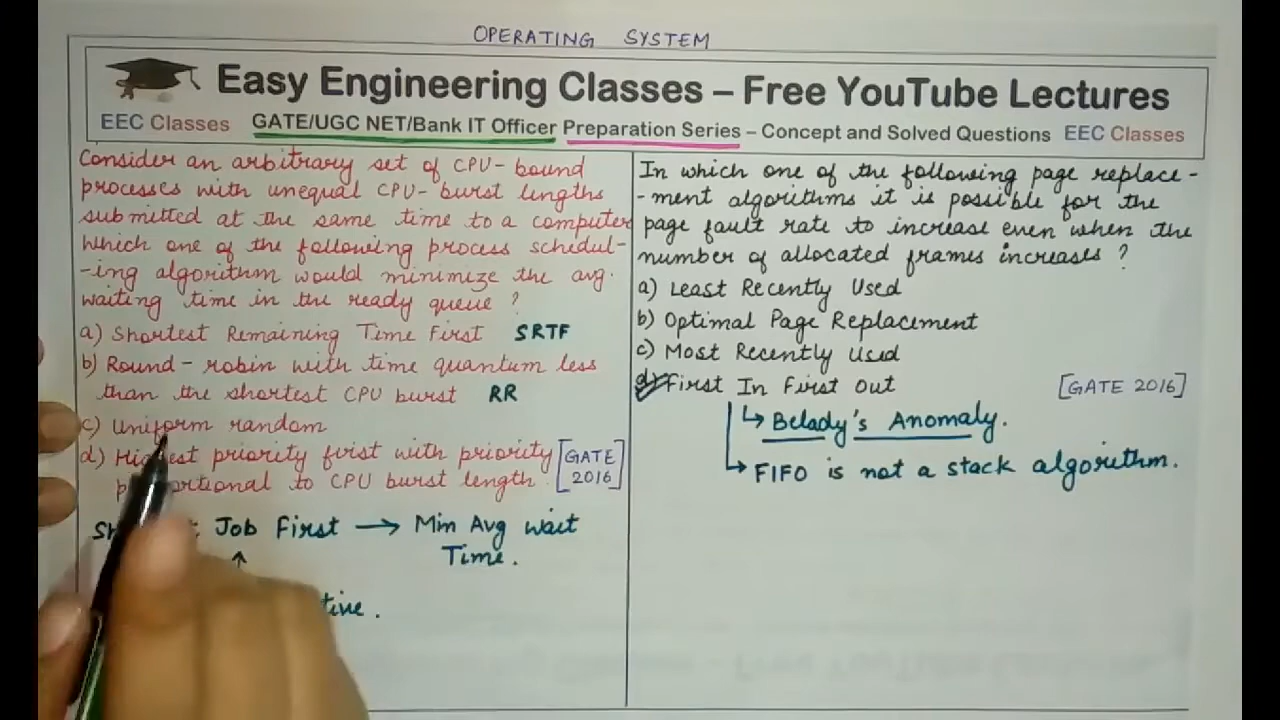 OPERATING SYSTEM
Easy Engineering Classes – Free YouTube Lectures
EEC Classes GATE/UGC NET/Bank IT Officer Preparation Series – Concept and Solved Questions EEC Classes
Consider an arbitrary set of CPU-bound
processes with unequal CPU-burst lengths
submitted at the same time to a computer
which one of the following process schedul-
-ing algorithm would minimize the avg.
waiting time in the ready queue ?
a) Shortest Remaining Time First SRTF
b) Round-robin with time quantum less
than the shortest CPU burst RR
c) Uniform random
d) Highest priority first with priority
to CPU burst length. [GATE 2016]
Job First → Min Avg wait
Time.
↑
In which one of the following page replace-
-ment algorithms it is possible for the
page fault rate to increase even when the
number of allocated frames increases ?
a) Least Recently Used
b) Optimal Page Replacement
c) Most Recently Used
d) First In First Out [GATE 2016]
↳ Belady's Anomaly.
↳ FIFO is not a stack algorithm.